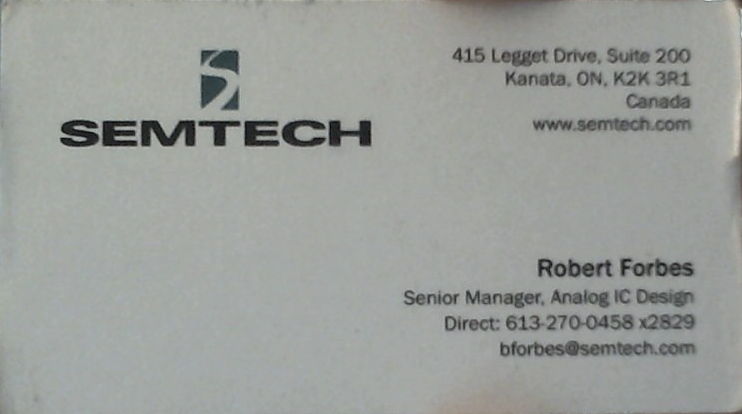 SEMTECH
415 Legget Drive, Suite 200
Kanata, ON, K2K 3R1
Canada
www.semtech.com
Robert Forbes
Senior Manager, Analog IC Design
Direct: 613-270-0458 x2829
bforbes@semtech.com